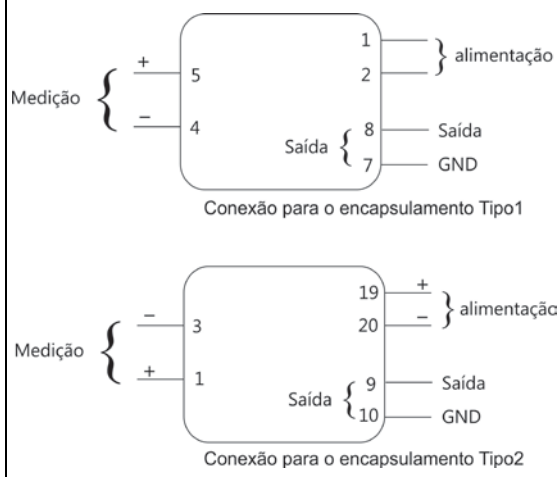 1
alimentação
+
5
2
Medição
–
4
8
Saída
Saída
7
GND
Conexão para o encapsulamento Tipo1
19
+
alimentação
–
3
20
–
Medição
+
1
9
Saída
Saída
10
GND
Conexão para o encapsulamento Tipo2